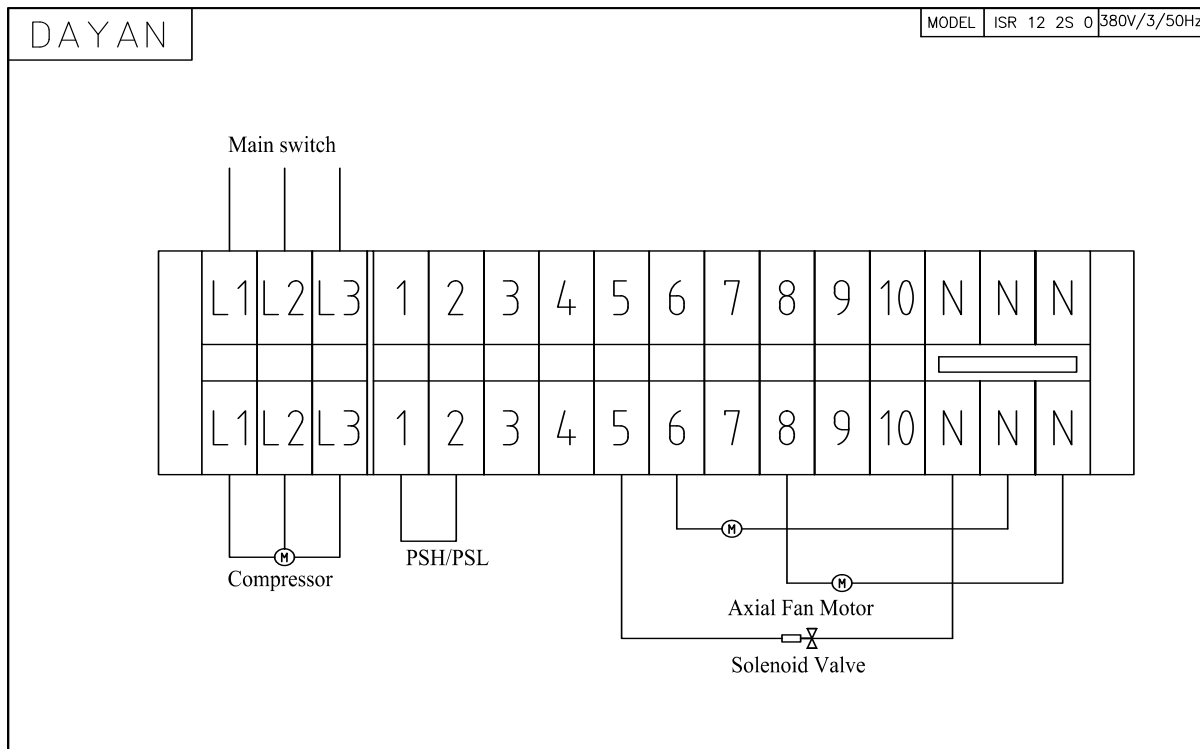 DAYAN
MODEL ISR 12 2S 0 380V/3/50Hz
Main switch
L1 L2 L3 1 2 3 4 5 6 7 8 9 10 N N N
L1 L2 L3 1 2 3 4 5 6 7 8 9 10 N N N
M
M
PSH/PSL
Compressor
M
Axial Fan Motor
Solenoid Valve